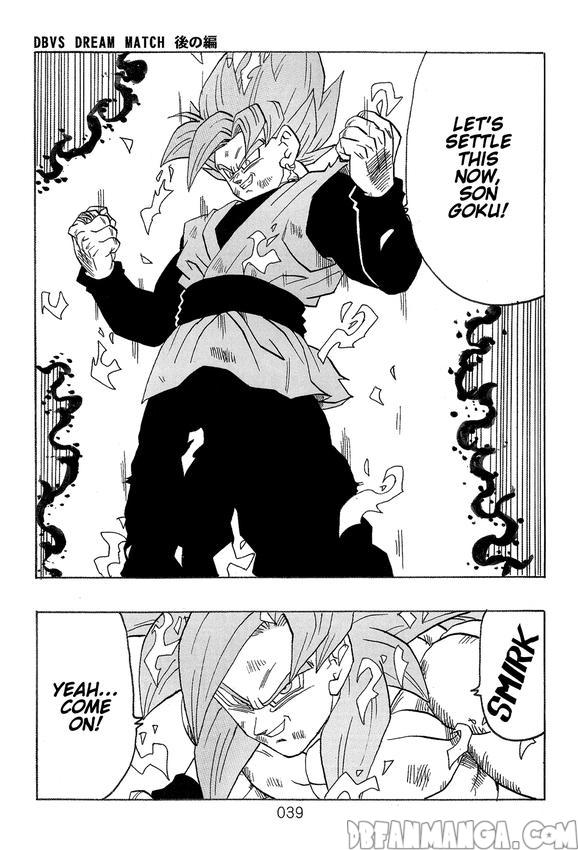 DBVS DREAM MATCH 後の編
LET'S
SETTLE
THIS
NOW,
SON
GOKU!
SMIRK
YEAH...
COME
ON!
039
DBFANMANGA.COM